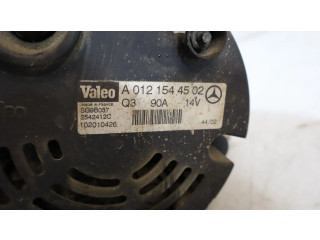 Valeo A 012 154 45 02
MADE IN FRANCE Q3 90A 14V
SG9B037
2542412C
102010426 44/02